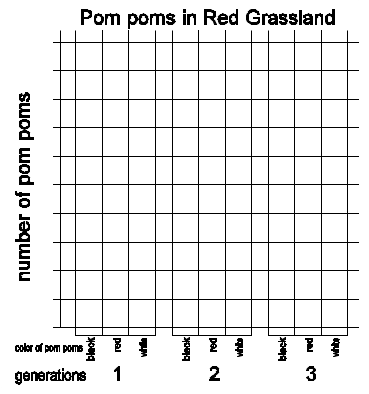 Pom poms in Red Grassland
number of pom poms
color of pom poms black red white black red white black red white
generations 1 2 3